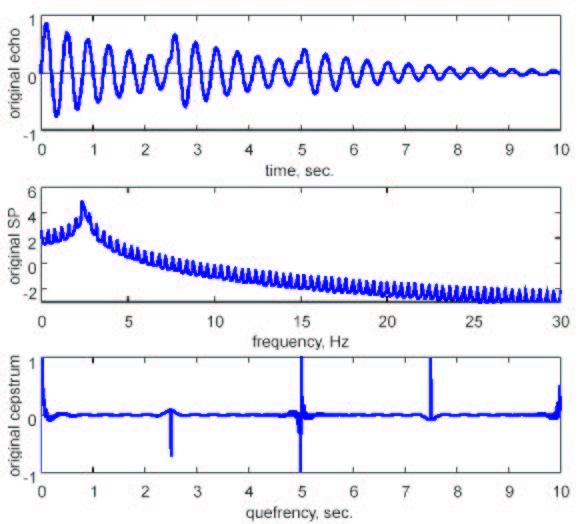 1
0
-1
original echo
0 1 2 3 4 5 6 7 8 9 10
time, sec.
6
4
2
0
-2
original SP
0 5 10 15 20 25 30
frequency, Hz
1
0
-1
original cepstrum
0 1 2 3 4 5 6 7 8 9 10
quefrency, sec.